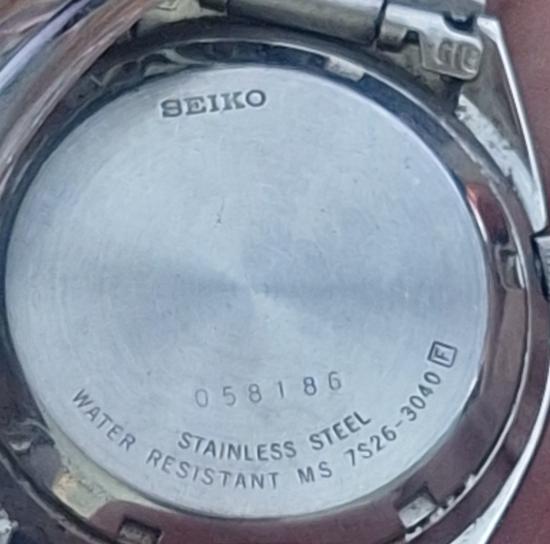 SEIKO
058186
STAINLESS STEEL
WATER RESISTANT MS 7S26-3040 F